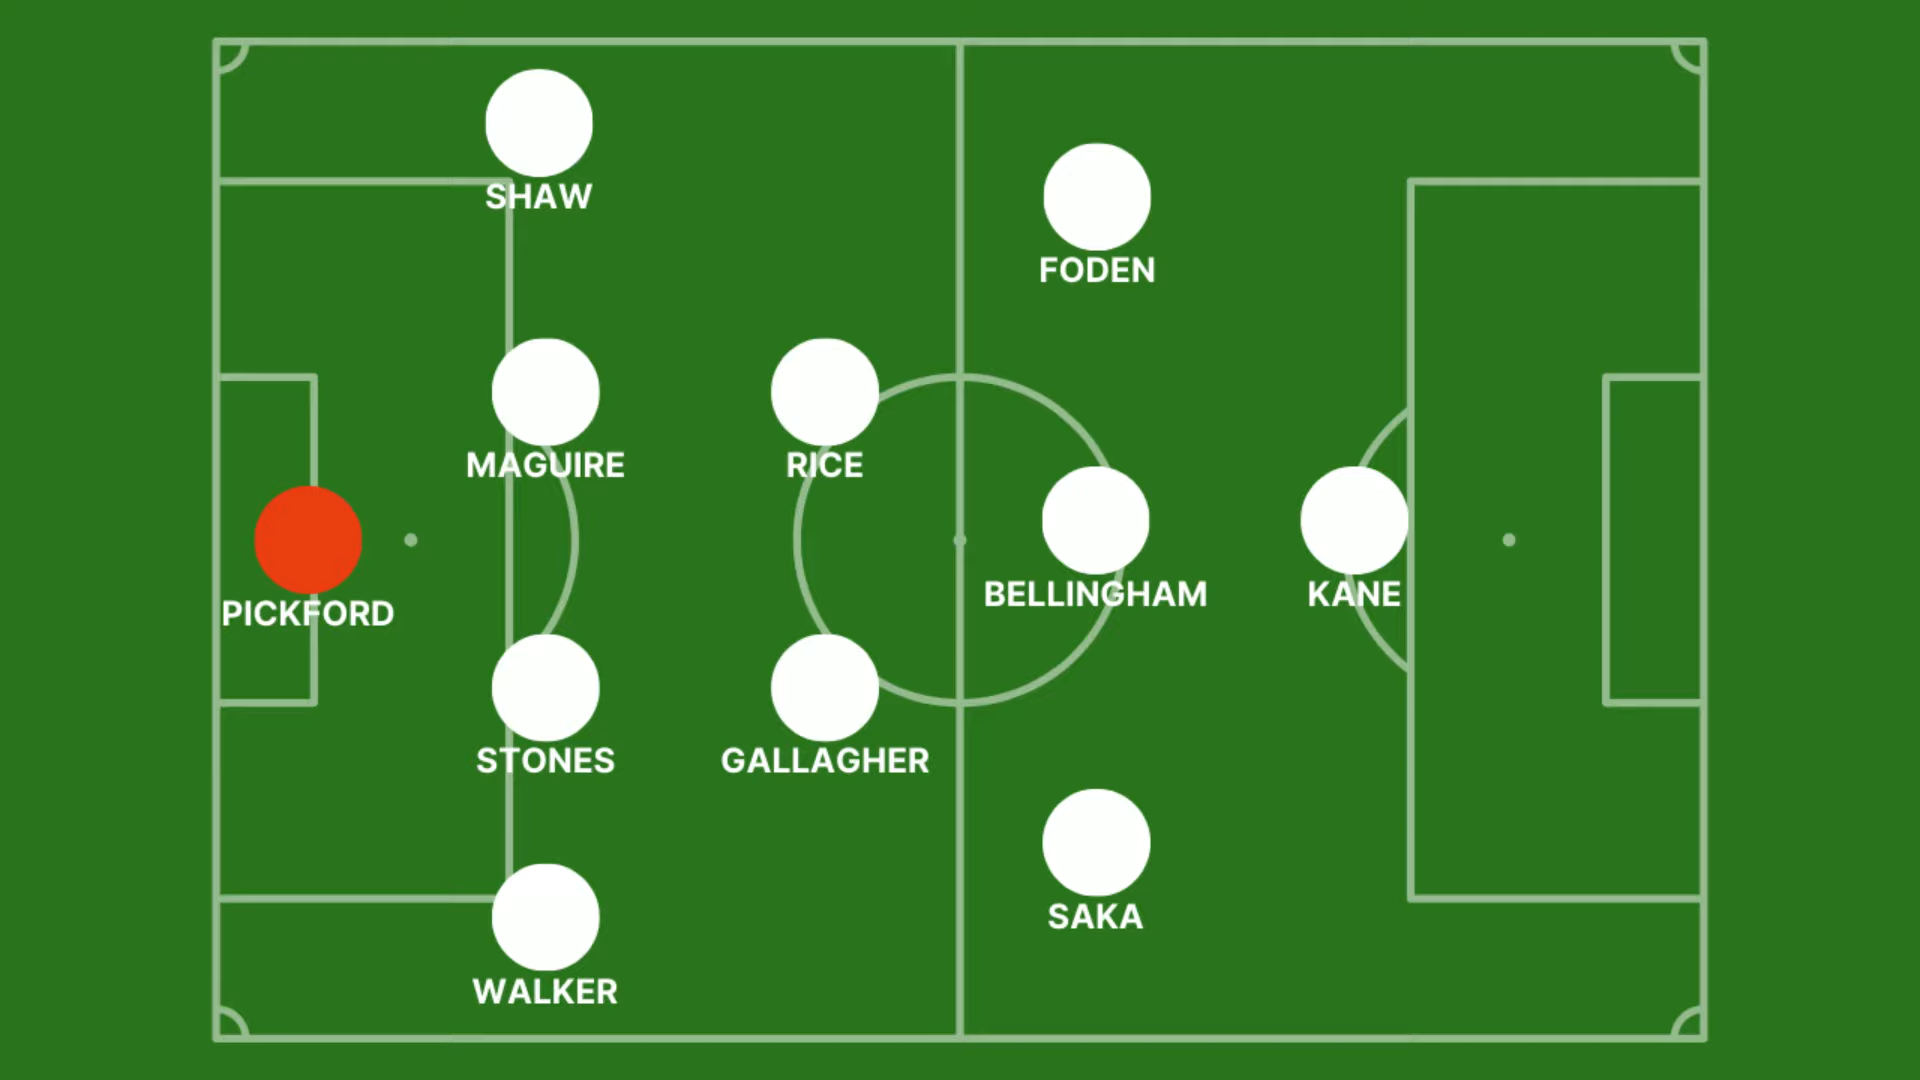 SHAW
FODEN
MAGUIRE
RICE
BELLINGHAM
KANE
PICKFORD
STONES
GALLAGHER
SAKA
WALKER